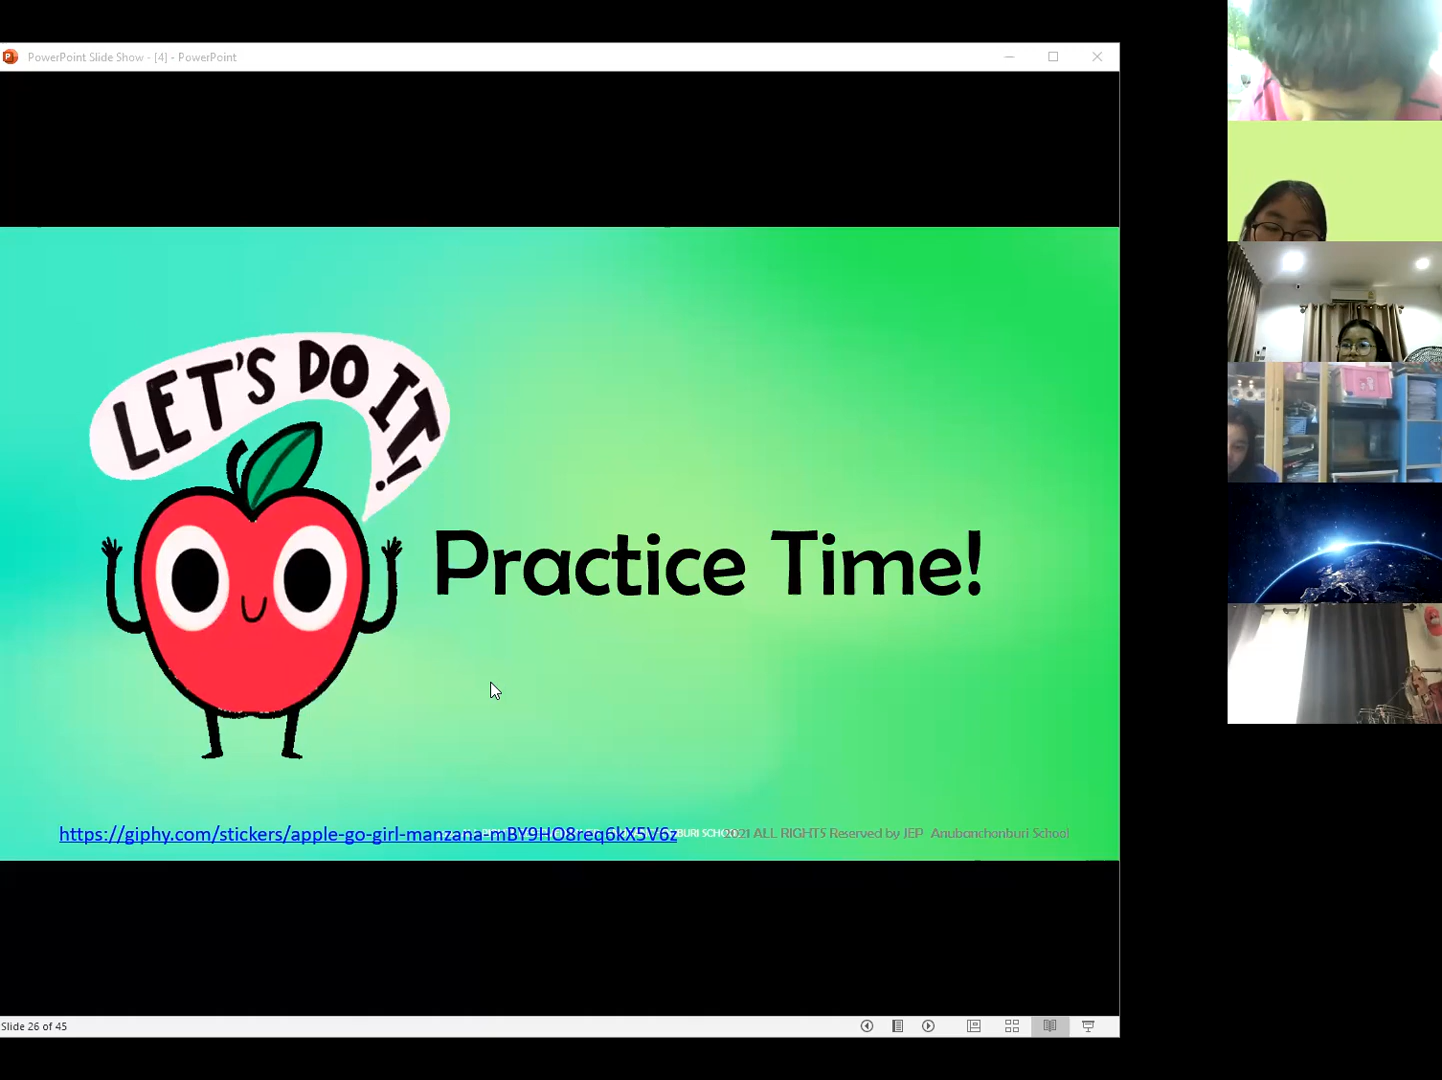 PowerPoint Slide Show - [4] - PowerPoint
LET'S DO IT!
Practice Time!
https://giphy.com/stickers/apple-go-girl-manzana-mBY9HO8req6kX5V6z
2021 ALL RIGHTS Reserved by JEP Anubanchonburi School
Slide 26 of 45